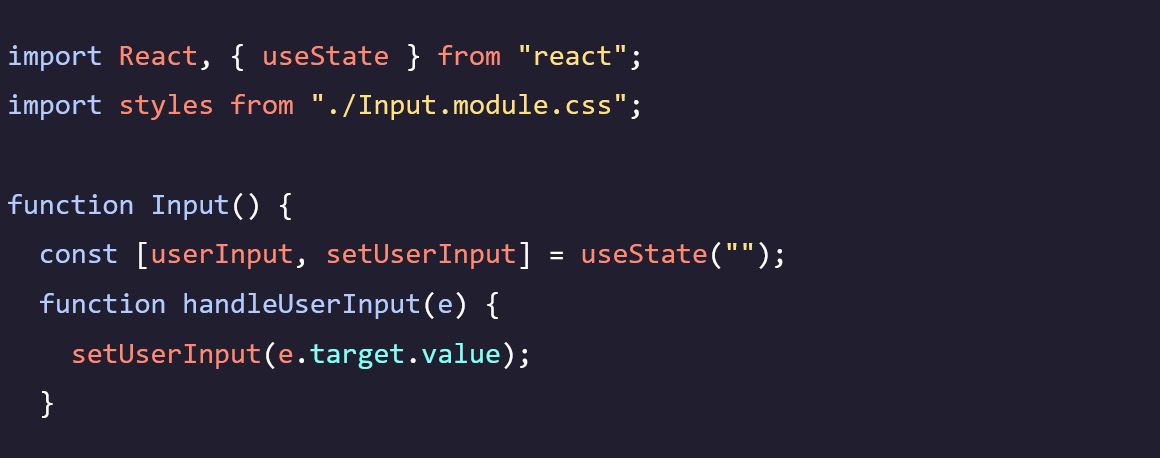 import React, { useState } from "react";
import styles from "./Input.module.css";
function Input() {
const [userInput, setUserInput] = useState("");
function handleUserInput(e) {
setUserInput(e.target.value);
}